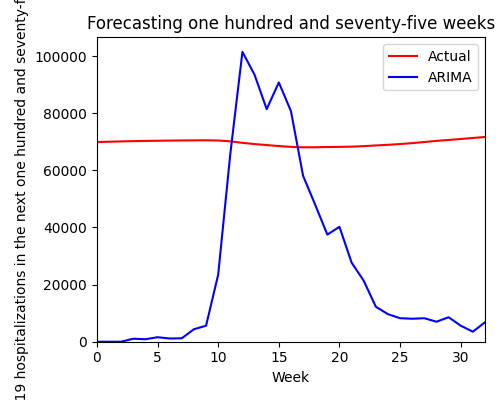 Forecasting one hundred and seventy-five weeks
19 hospitalizations in the next one hundred and seventy-f
100000
80000
60000
40000
20000
0
Actual
ARIMA
0 5 10 15 20 25 30
Week